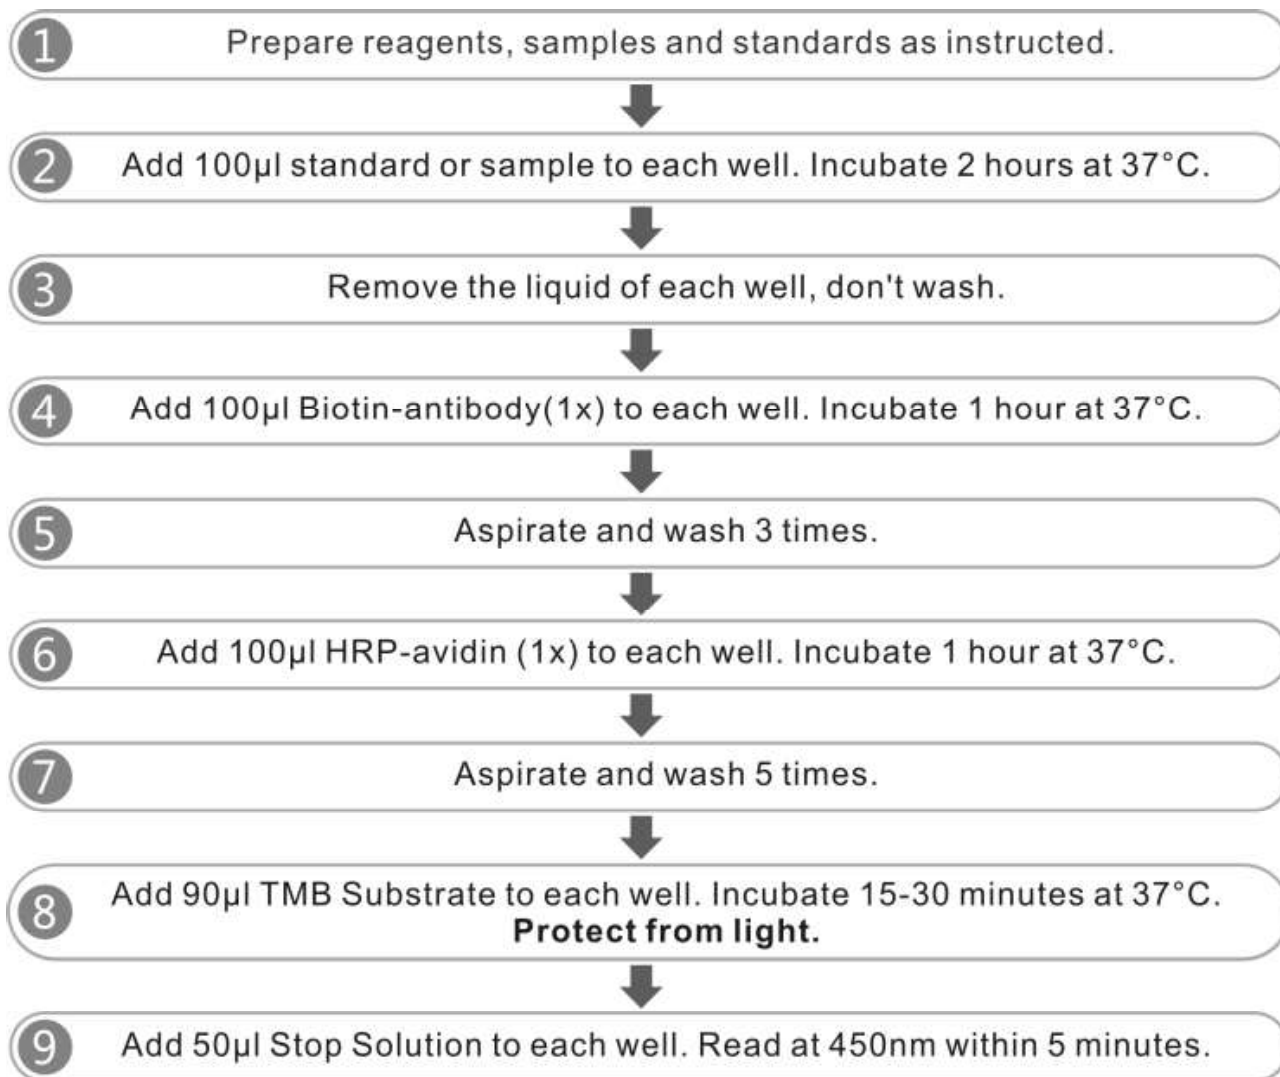 1 Prepare reagents, samples and standards as instructed.
2 Add 100µl standard or sample to each well. Incubate 2 hours at 37°C.
3 Remove the liquid of each well, don't wash.
4 Add 100µl Biotin-antibody(1x) to each well. Incubate 1 hour at 37°C.
5 Aspirate and wash 3 times.
6 Add 100µl HRP-avidin (1x) to each well. Incubate 1 hour at 37°C.
7 Aspirate and wash 5 times.
8 Add 90µl TMB Substrate to each well. Incubate 15-30 minutes at 37°C.
Protect from light.
9 Add 50µl Stop Solution to each well. Read at 450nm within 5 minutes.